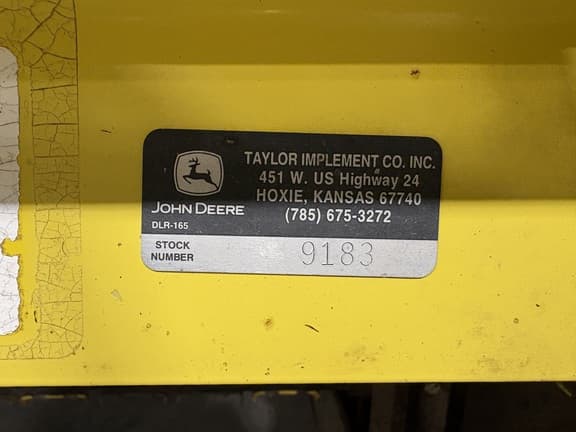 TAYLOR IMPLEMENT CO. INC.
451 W. US Highway 24
HOXIE, KANSAS 67740
(785) 675-3272
JOHN DEERE
DLR-165
STOCK
NUMBER
9183